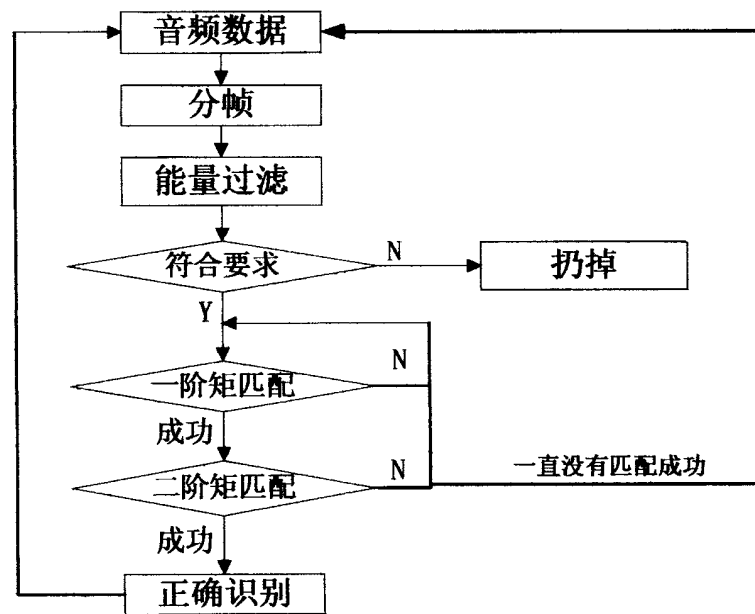 音频数据
分帧
能量过滤
符合要求
N
扔掉
Y
一阶矩匹配
N
成功
二阶矩匹配
N
一直没有匹配成功
成功
正确识别